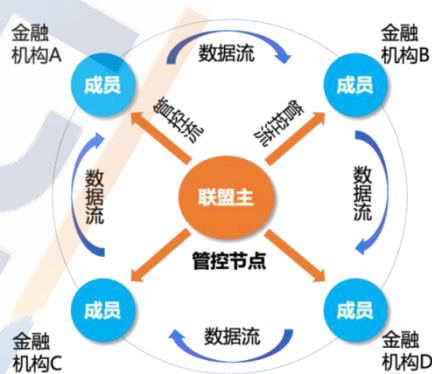 金融
机构A
成员
数据流
成员
金融
机构B
管控流
管控流
数据流
联盟主
数据流
管控节点
成员
数据流
成员
金融
机构C
金融
机构D